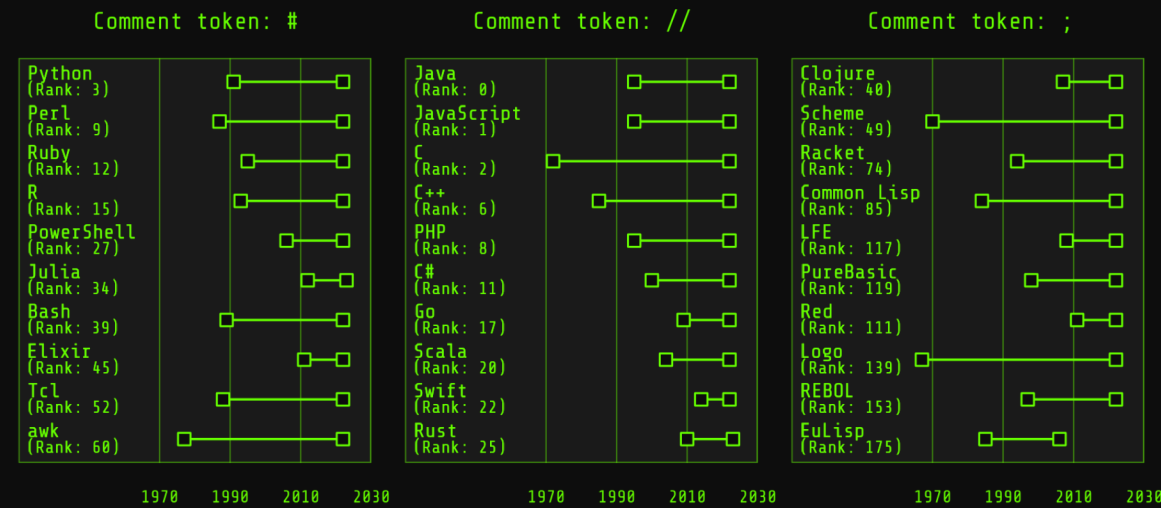 Comment token: #
Python
(Rank: 3)
Perl
(Rank: 9)
Ruby
(Rank: 12)
R
(Rank: 15)
PowerShell
(Rank: 27)
Julia
(Rank: 34)
Bash
(Rank: 39)
Elixir
(Rank: 45)
Tcl
(Rank: 52)
awk
(Rank: 60)
1970 1990 2010 2030
Comment token: //
Java
(Rank: 0)
JavaScript
(Rank: 1)
C
(Rank: 2)
C++
(Rank: 6)
PHP
(Rank: 8)
C#
(Rank: 11)
Go
(Rank: 17)
Scala
(Rank: 20)
Swift
(Rank: 22)
Rust
(Rank: 25)
1970 1990 2010 2030
Comment token: ;
Clojure
(Rank: 40)
Scheme
(Rank: 49)
Racket
(Rank: 74)
Common Lisp
(Rank: 85)
LFE
(Rank: 117)
PureBasic
(Rank: 119)
Red
(Rank: 111)
Logo
(Rank: 139)
REBOL
(Rank: 153)
EuLisp
(Rank: 175)
1970 1990 2010 2030